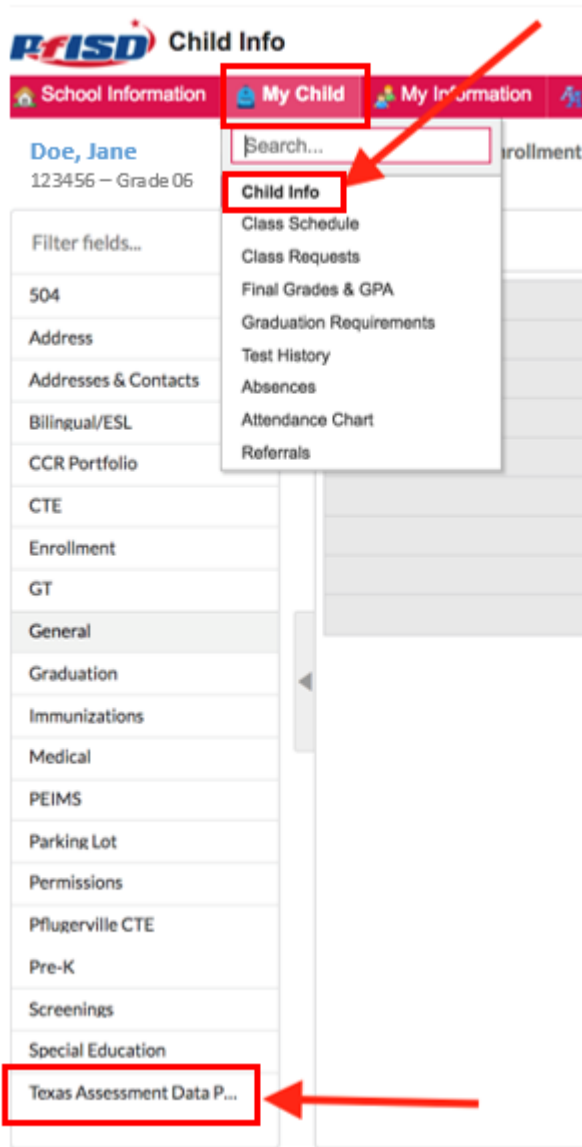 PfISD Child Info
School Information My Child My Information
Doe, Jane
123456 – Grade 06
Search...
Child Info
Class Schedule
Class Requests
Final Grades & GPA
Graduation Requirements
Test History
Absences
Attendance Chart
Referrals
Filter fields...
504
Address
Addresses & Contacts
Bilingual/ESL
CCR Portfolio
CTE
Enrollment
GT
General
Graduation
Immunizations
Medical
PEIMS
Parking Lot
Permissions
Pflugerville CTE
Pre-K
Screenings
Special Education
Texas Assessment Data P...